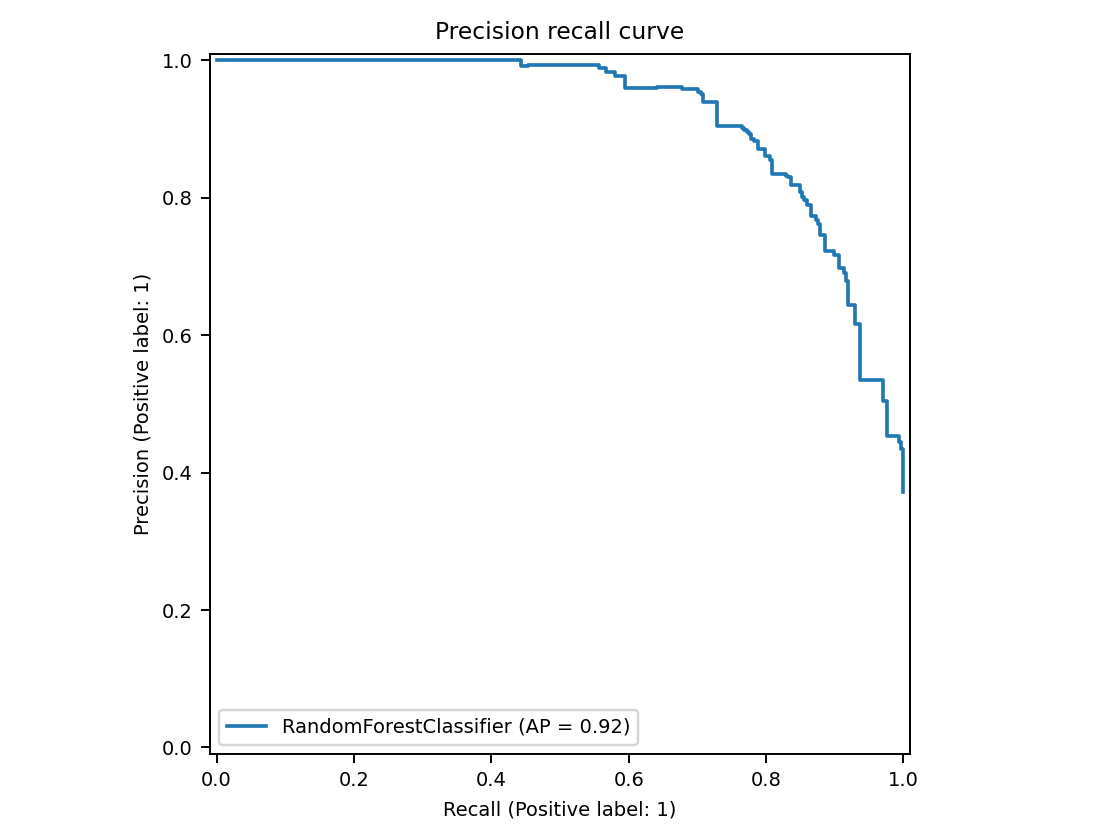 Precision recall curve
1.0
0.8
0.6
0.4
0.2
0.0
Precision (Positive label: 1)
RandomForestClassifier (AP = 0.92)
0.0 0.2 0.4 0.6 0.8 1.0
Recall (Positive label: 1)